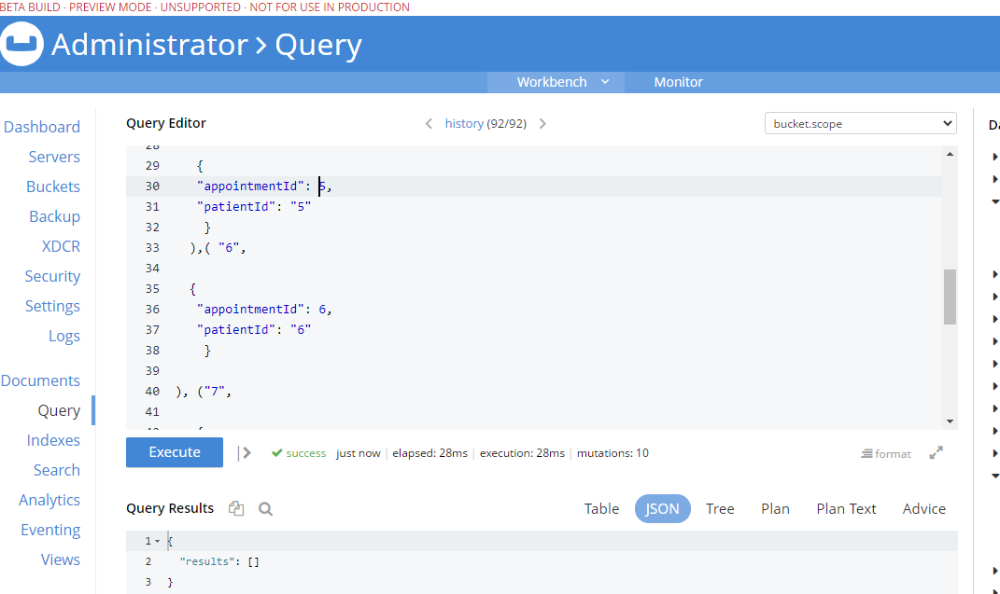 BETA BUILD · PREVIEW MODE · UNSUPPORTED · NOT FOR USE IN PRODUCTION
Administrator > Query
Workbench Monitor
Dashboard
Servers
Buckets
Backup
XDCR
Security
Settings
Logs
Documents
Query
Indexes
Search
Analytics
Eventing
Views
Query Editor history (92/92) bucket.scope
28
29 {
30 "appointmentId": 5,
31 "patientId": "5"
32 }
33 ),( "6",
34
35 {
36 "appointmentId": 6,
37 "patientId": "6"
38 }
39
40 ), ("7",
41
Execute success just now | elapsed: 28ms | execution: 28ms | mutations: 10 format
Query Results Table JSON Tree Plan Plan Text Advice
1 {
2 "results": []
3 }